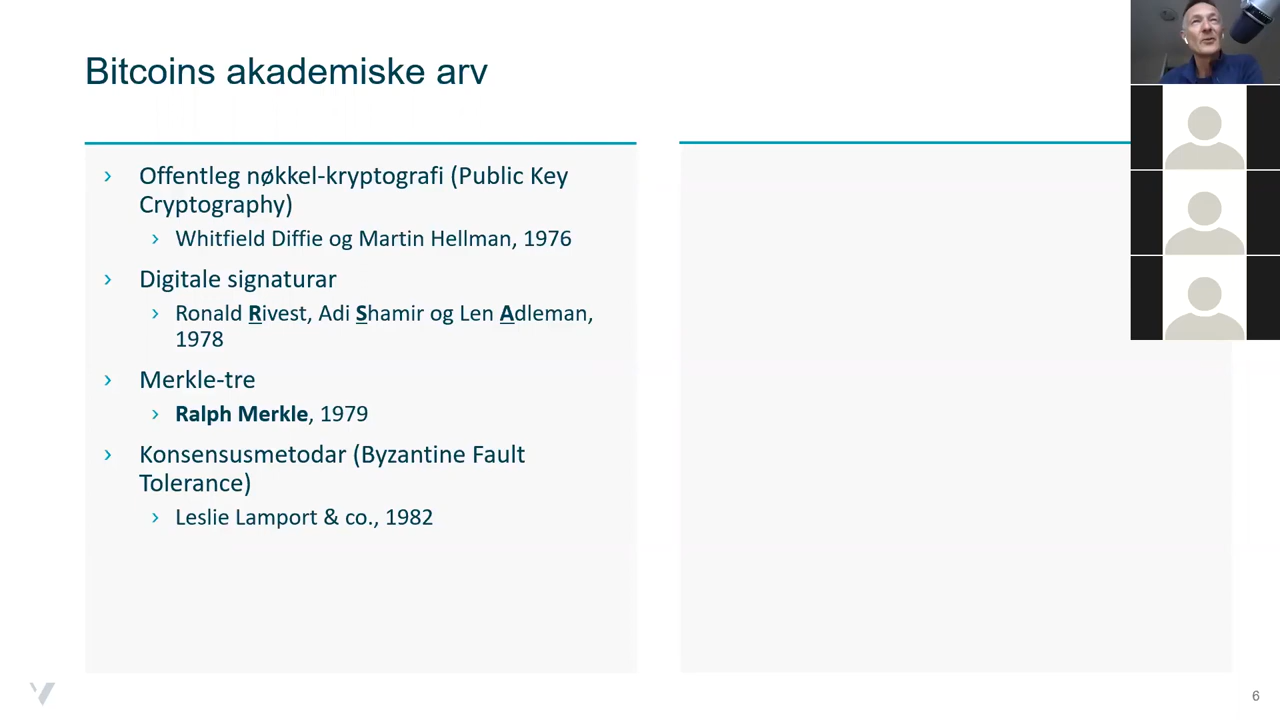 Bitcoins akademiske arv
› Offentleg nøkkel-kryptografi (Public Key
Cryptography)
› Whitfield Diffie og Martin Hellman, 1976
› Digitale signaturar
› Ronald Rivest, Adi Shamir og Len Adleman,
1978
› Merkle-tre
› Ralph Merkle, 1979
› Konsensusmetodar (Byzantine Fault
Tolerance)
› Leslie Lamport & co., 1982
6